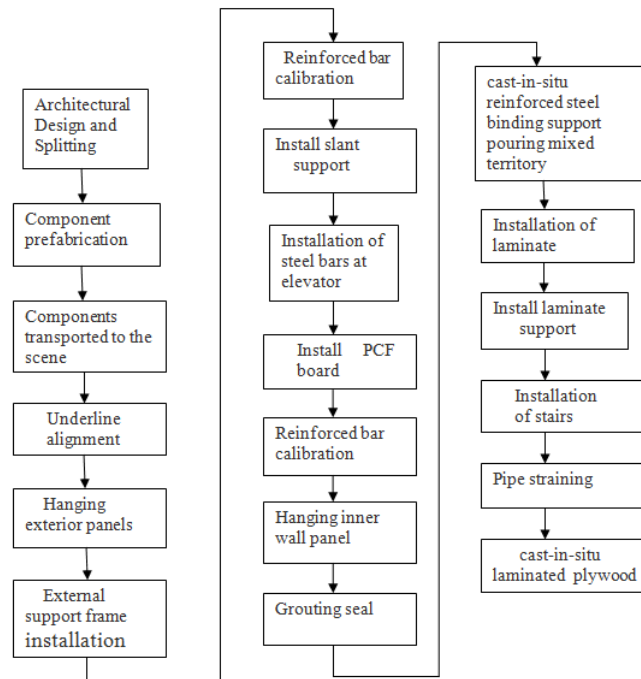 Architectural
Design and
Splitting
Component
prefabrication
Components
transported to the
scene
Underline
alignment
Hanging
exterior panels
External
support frame
installation
Reinforced bar
calibration
Install slant
support
Installation of
steel bars at
elevator
Install PCF
board
Reinforced bar
calibration
Hanging inner
wall panel
Grouting seal
cast-in-situ
reinforced steel
binding support
pouring mixed
territory
Installation of
laminate
Install laminate
support
Installation
of stairs
Pipe straining
cast-in-situ
laminated plywood